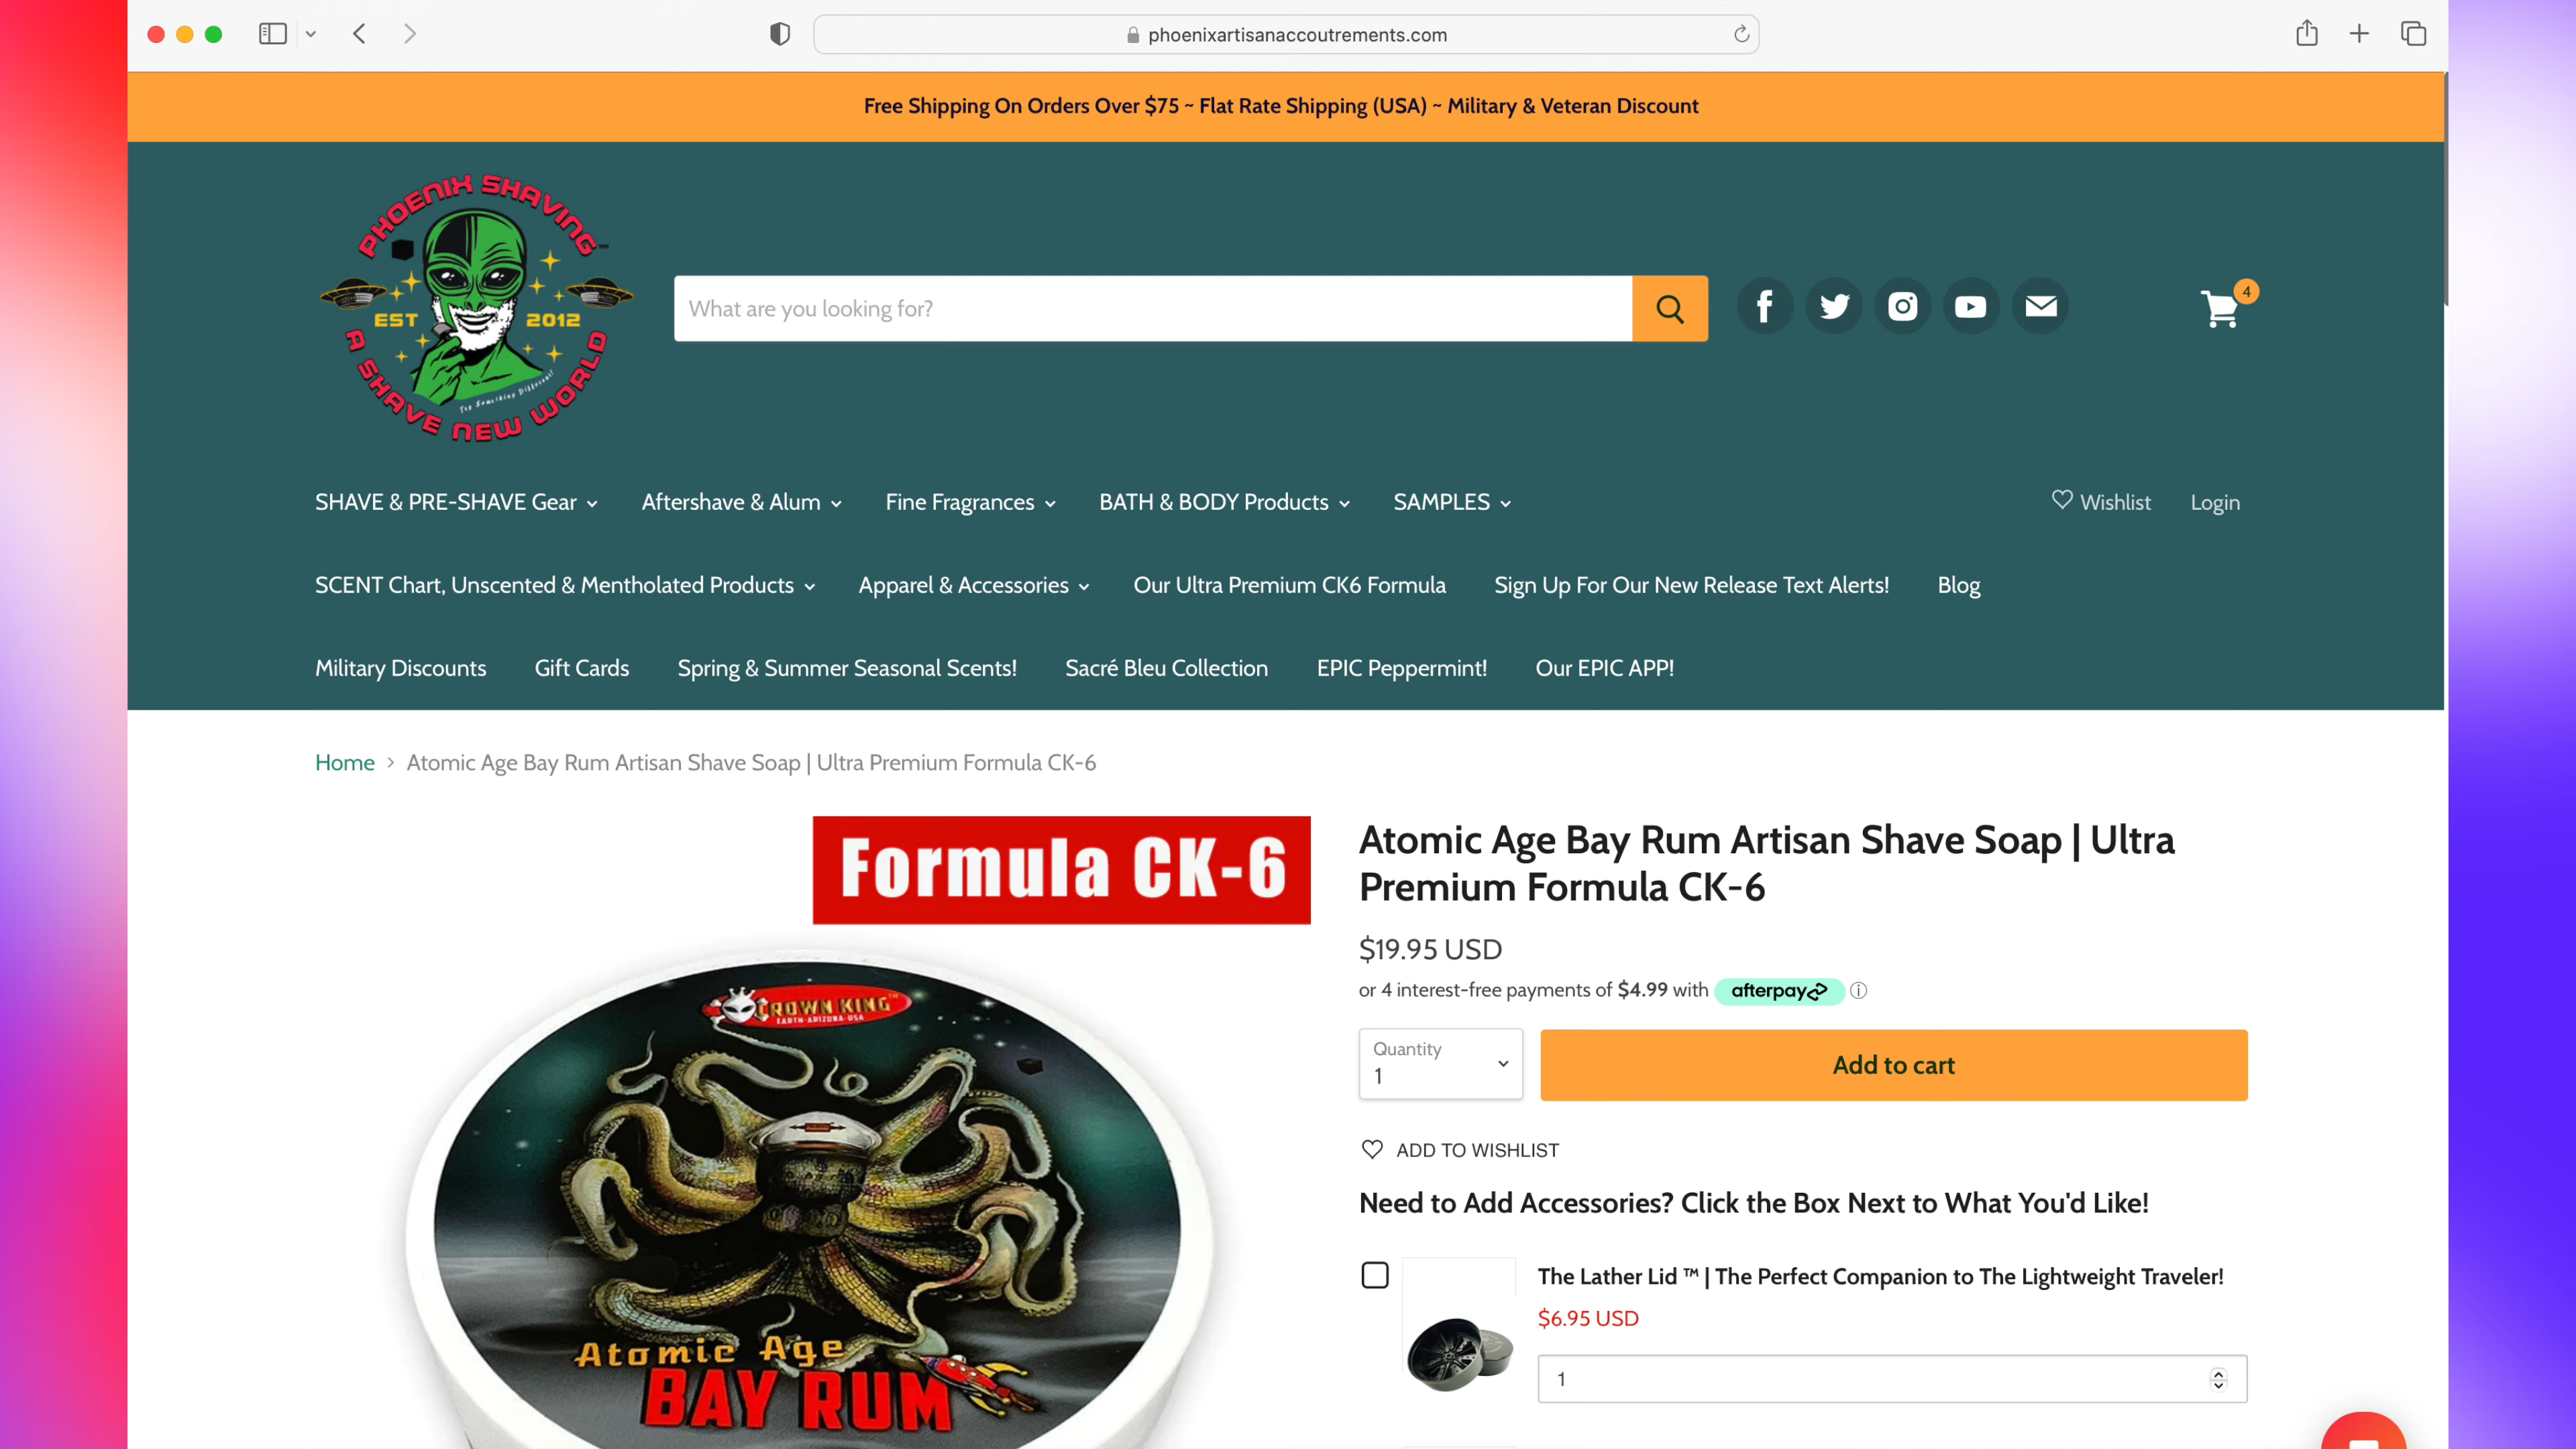 phoenixartisanaccoutrements.com
Free Shipping On Orders Over $75 ~ Flat Rate Shipping (USA) ~ Military & Veteran Discount
PHOENIX SHAVING
EST 2012
A SHAVE NEW WORLD
Try Something Different!
What are you looking for?
4
SHAVE & PRE-SHAVE Gear Aftershave & Alum Fine Fragrances BATH & BODY Products SAMPLES Wishlist Login
SCENT Chart, Unscented & Mentholated Products Apparel & Accessories Our Ultra Premium CK6 Formula Sign Up For Our New Release Text Alerts! Blog
Military Discounts Gift Cards Spring & Summer Seasonal Scents! Sacré Bleu Collection EPIC Peppermint! Our EPIC APP!
Home > Atomic Age Bay Rum Artisan Shave Soap | Ultra Premium Formula CK-6
Formula CK-6
CROWN KING™
EARTH·ARIZONA·USA
Atomic Age
BAY RUM
Atomic Age Bay Rum Artisan Shave Soap | Ultra
Premium Formula CK-6
$19.95 USD
or 4 interest-free payments of $4.99 with afterpay
Quantity
1
Add to cart
ADD TO WISHLIST
Need to Add Accessories? Click the Box Next to What You'd Like!
The Lather Lid ™ | The Perfect Companion to The Lightweight Traveler!
$6.95 USD
1